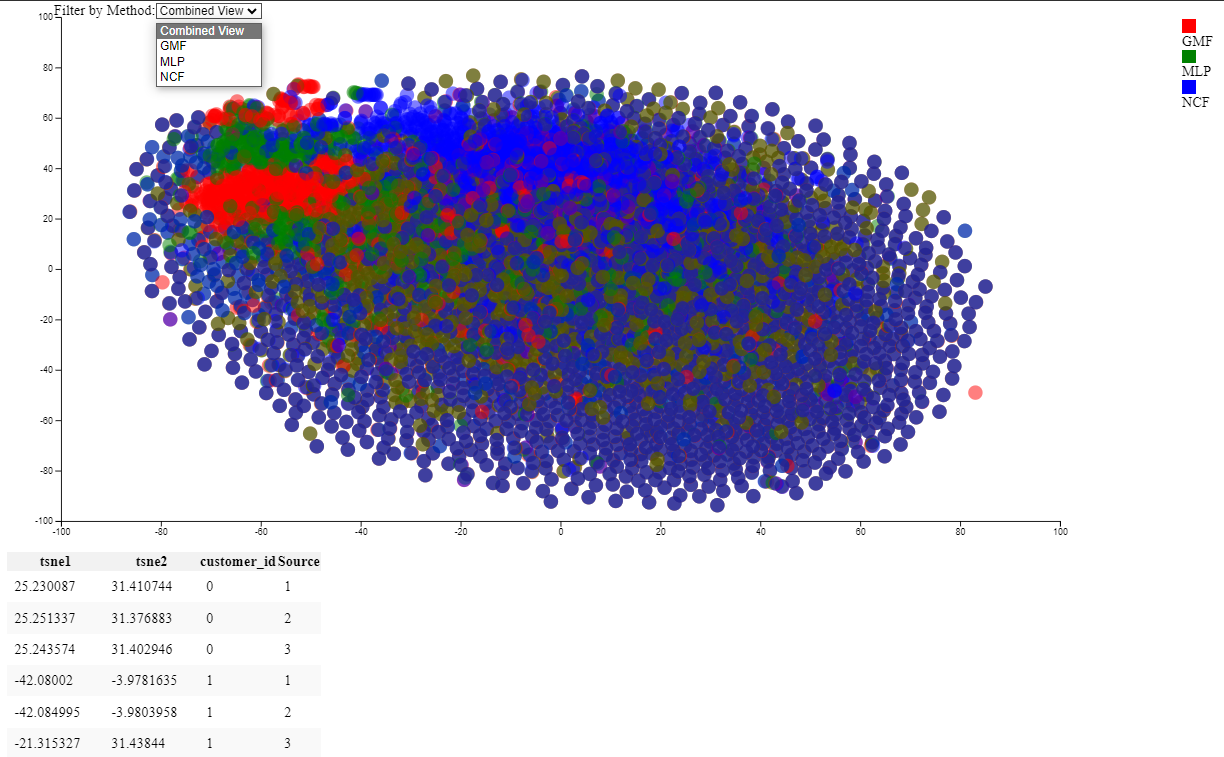 Filter by Method: Combined View
Combined View
GMF
MLP
NCF
GMF
MLP
NCF
100
80
60
40
20
0
-20
-40
-60
-80
-100
-100 -80 -60 -40 -20 0 20 40 60 80 100
tsne1 tsne2 customer_id Source
25.230087 31.410744 0 1
25.251337 31.376883 0 2
25.243574 31.402946 0 3
-42.08002 -3.9781635 1 1
-42.084995 -3.9803958 1 2
-21.315327 31.43844 1 3